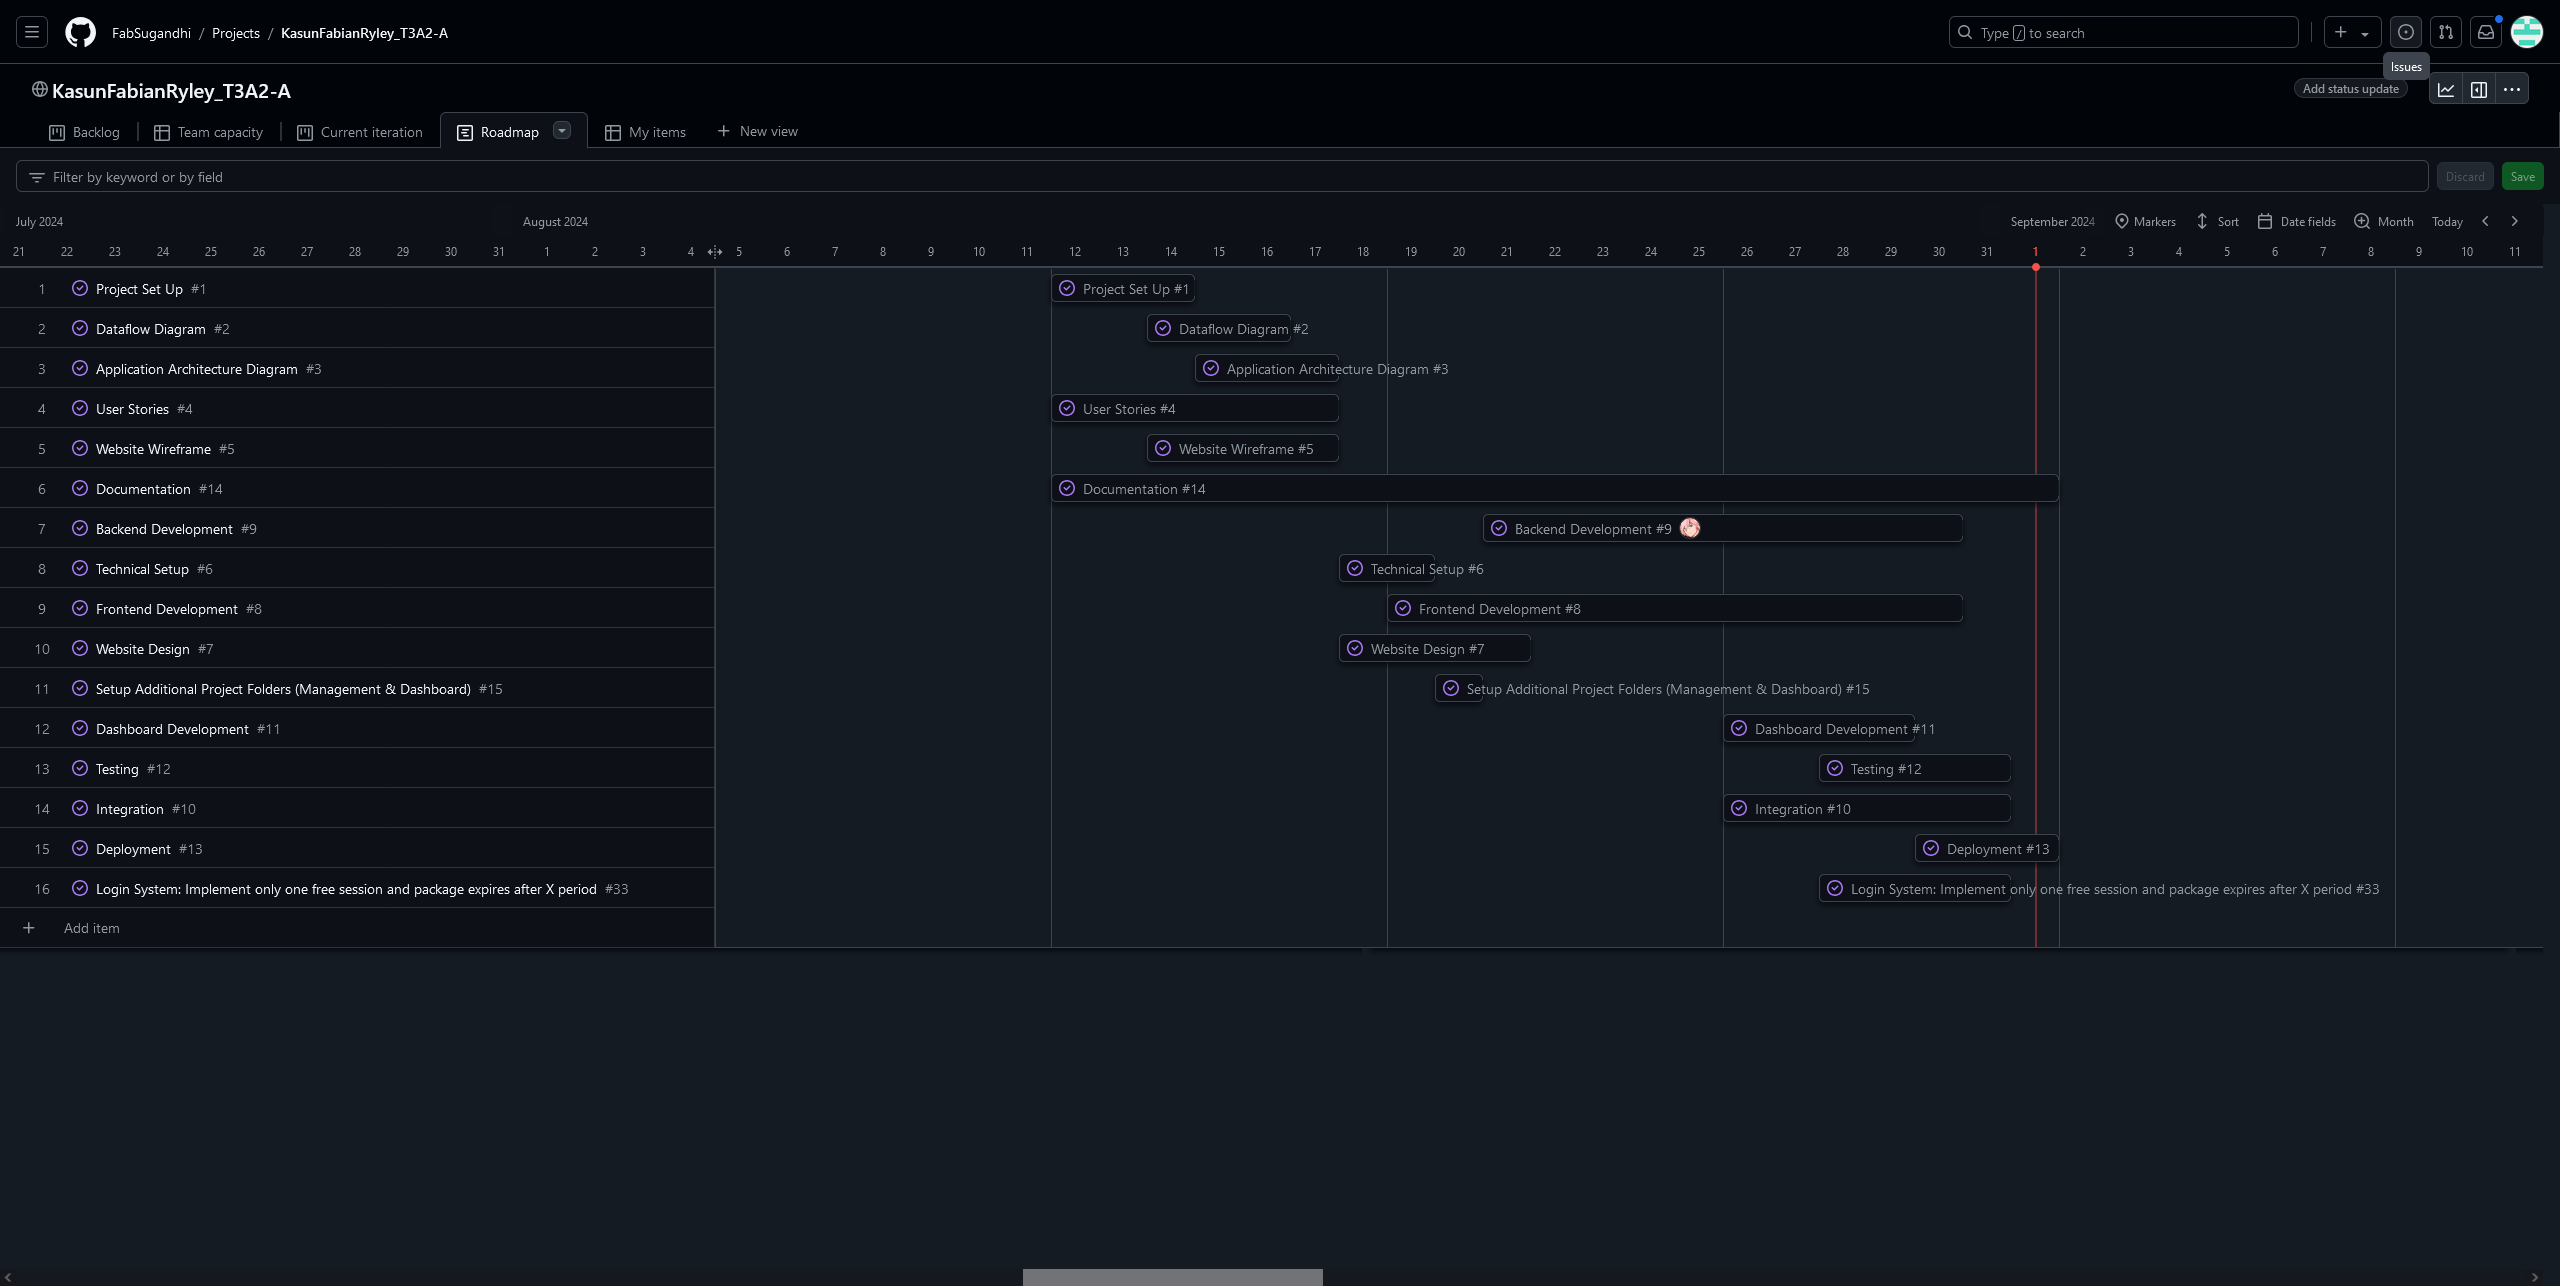 FabSugandhi / Projects / KasunFabianRyley_T3A2-A
Type / to search
Issues
KasunFabianRyley_T3A2-A
Add status update
Backlog
Team capacity
Current iteration
Roadmap
My items
New view
Filter by keyword or by field
Discard
Save
July 2024
August 2024
September 2024
Markers
Sort
Date fields
Month
Today
21 22 23 24 25 26 27 28 29 30 31 1 2 3 4 5 6 7 8 9 10 11 12 13 14 15 16 17 18 19 20 21 22 23 24 25 26 27 28 29 30 31 1 2 3 4 5 6 7 8 9 10 11
1 Project Set Up #1
Project Set Up #1
2 Dataflow Diagram #2
Dataflow Diagram #2
3 Application Architecture Diagram #3
Application Architecture Diagram #3
4 User Stories #4
User Stories #4
5 Website Wireframe #5
Website Wireframe #5
6 Documentation #14
Documentation #14
7 Backend Development #9
Backend Development #9
8 Technical Setup #6
Technical Setup #6
9 Frontend Development #8
Frontend Development #8
10 Website Design #7
Website Design #7
11 Setup Additional Project Folders (Management & Dashboard) #15
Setup Additional Project Folders (Management & Dashboard) #15
12 Dashboard Development #11
Dashboard Development #11
13 Testing #12
Testing #12
14 Integration #10
Integration #10
15 Deployment #13
Deployment #13
16 Login System: Implement only one free session and package expires after X period #33
Login System: Implement only one free session and package expires after X period #33
Add item